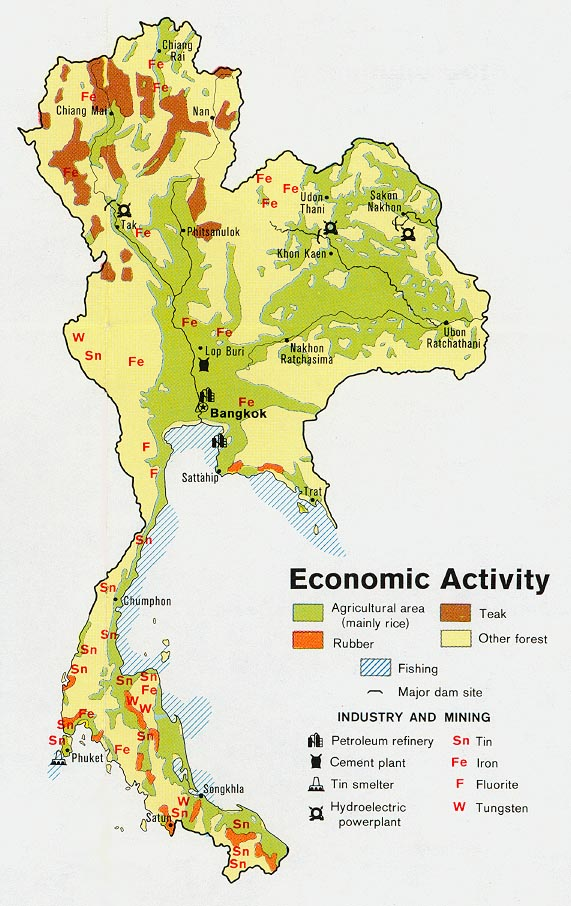 Chiang
Rai
Fe
Fe
Fe
Chiang Mai
Nan
Fe
Fe
Fe
Fe
Udon
Thani
Sakon
Nakhon
Tak
Fe
Phitsanulok
Khon Kaen
Fe
Fe
W
Sn
Fe
Lop Buri
Nakhon
Ratchasima
Ubon
Ratchathani
Fe
Bangkok
F
F
Sattahip
Trat
Sn
Sn
Chumphon
Sn
Sn
Sn
Sn
Sn
Fe
W
W
Fe
Sn
Sn
Fe
Phuket
Songkhla
W
Sn
Satun
Sn
Sn
Sn
Economic Activity
Agricultural area
(mainly rice)
Teak
Rubber
Other forest
Fishing
Major dam site
INDUSTRY AND MINING
Petroleum refinery
Sn Tin
Cement plant
Fe Iron
Tin smelter
F Fluorite
Hydroelectric
powerplant
W Tungsten